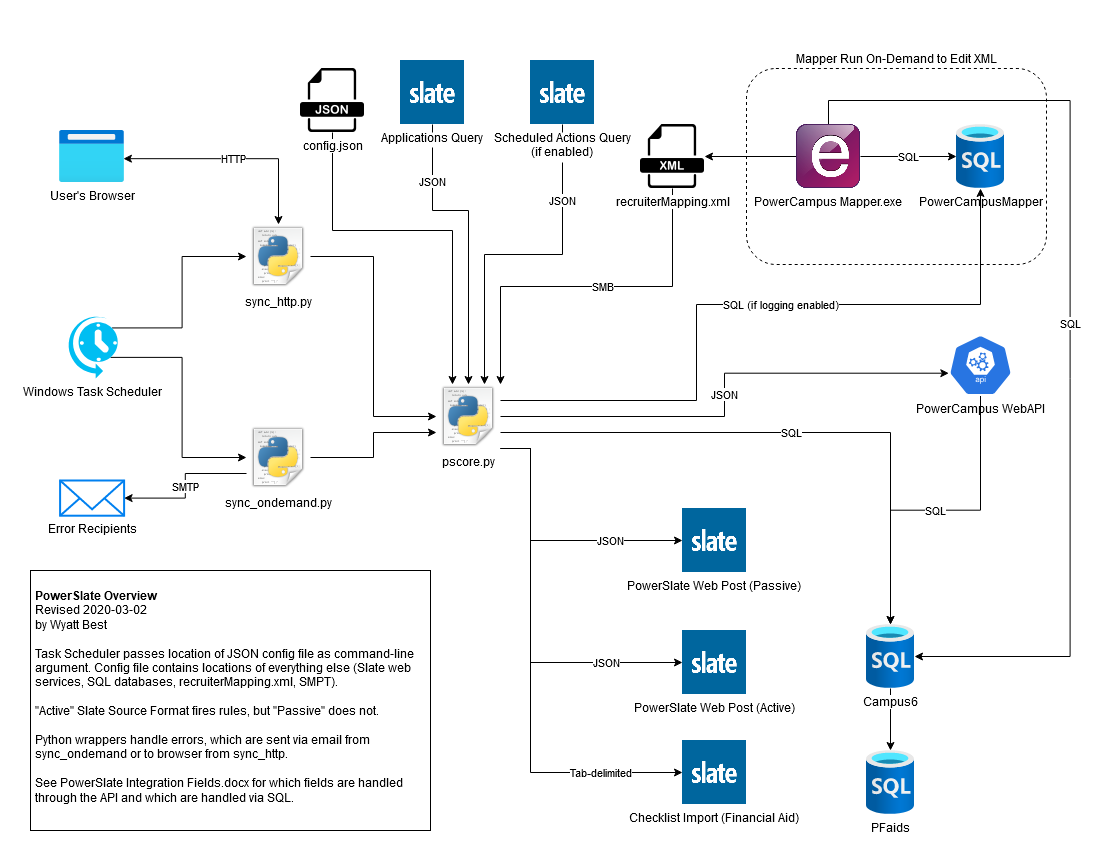 Mapper Run On-Demand to Edit XML
JSON
config.json
slate
Applications Query
slate
Scheduled Actions Query
(if enabled)
XML
recruiterMapping.xml
e
PowerCampus Mapper.exe
SQL
SQL
PowerCampusMapper
User's Browser
HTTP
JSON
JSON
sync_http.py
SMB
SQL (if logging enabled)
SQL
Windows Task Scheduler
api
PowerCampus WebAPI
JSON
SQL
pscore.py
SMTP
sync_ondemand.py
Error Recipients
SQL
JSON
slate
PowerSlate Web Post (Passive)
JSON
slate
PowerSlate Web Post (Active)
SQL
Campus6
Tab-delimited
slate
Checklist Import (Financial Aid)
SQL
PFaids
PowerSlate Overview
Revised 2020-03-02
by Wyatt Best
Task Scheduler passes location of JSON config file as command-line
argument. Config file contains locations of everything else (Slate web
services, SQL databases, recruiterMapping.xml, SMPT).
"Active" Slate Source Format fires rules, but "Passive" does not.
Python wrappers handle errors, which are sent via email from
sync_ondemand or to browser from sync_http.
See PowerSlate Integration Fields.docx for which fields are handled
through the API and which are handled via SQL.